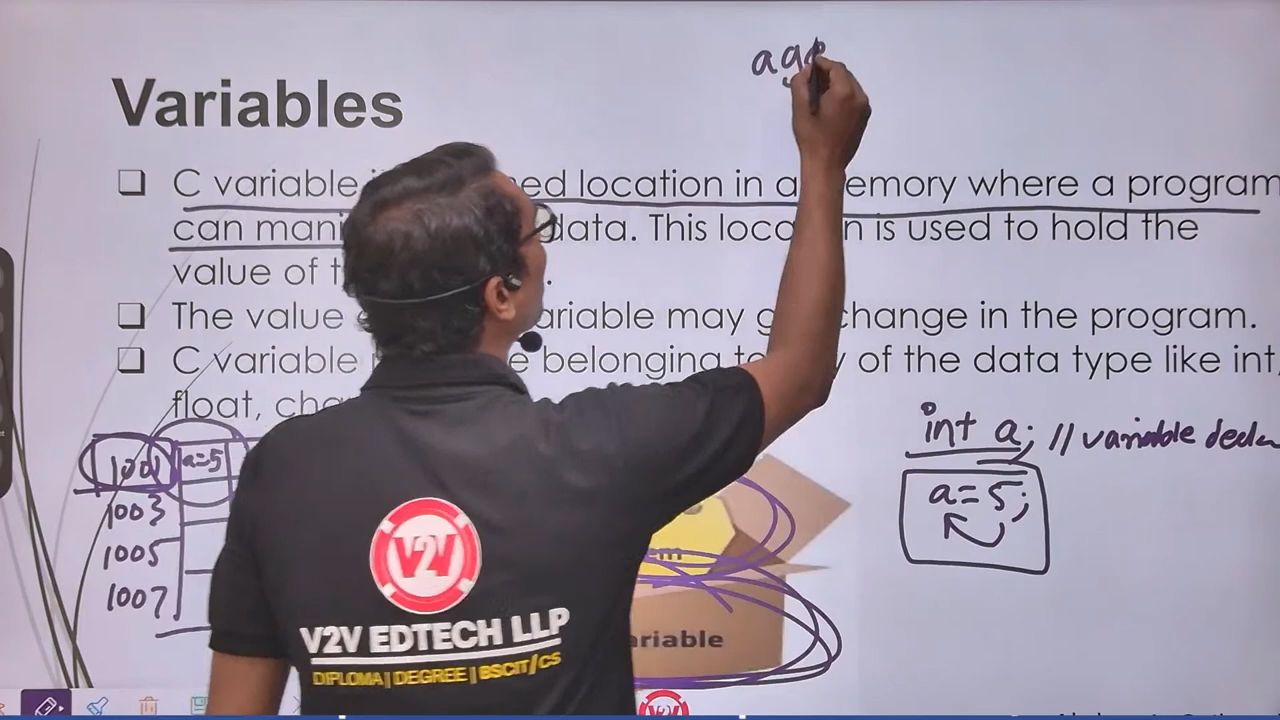 age
Variables
C variable ed location in a emory where a program
can mani data. This loca n is used to hold the
value of t .
The value ariable may g change in the program.
C variable e belonging to y of the data type like int,
float, cha
int a; // variable decla
a=5;
1001 a=5
1003
1005
1007
ariable
V2V
V2V EDTECH LLP
DIPLOMA | DEGREE | BSCIT/CS